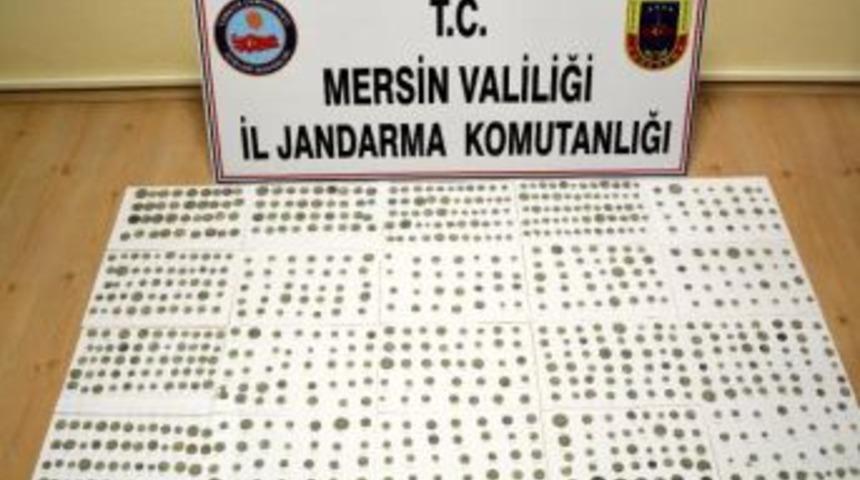 T.C.
MERSİN VALİLİĞİ
İL JANDARMA KOMUTANLIĞI